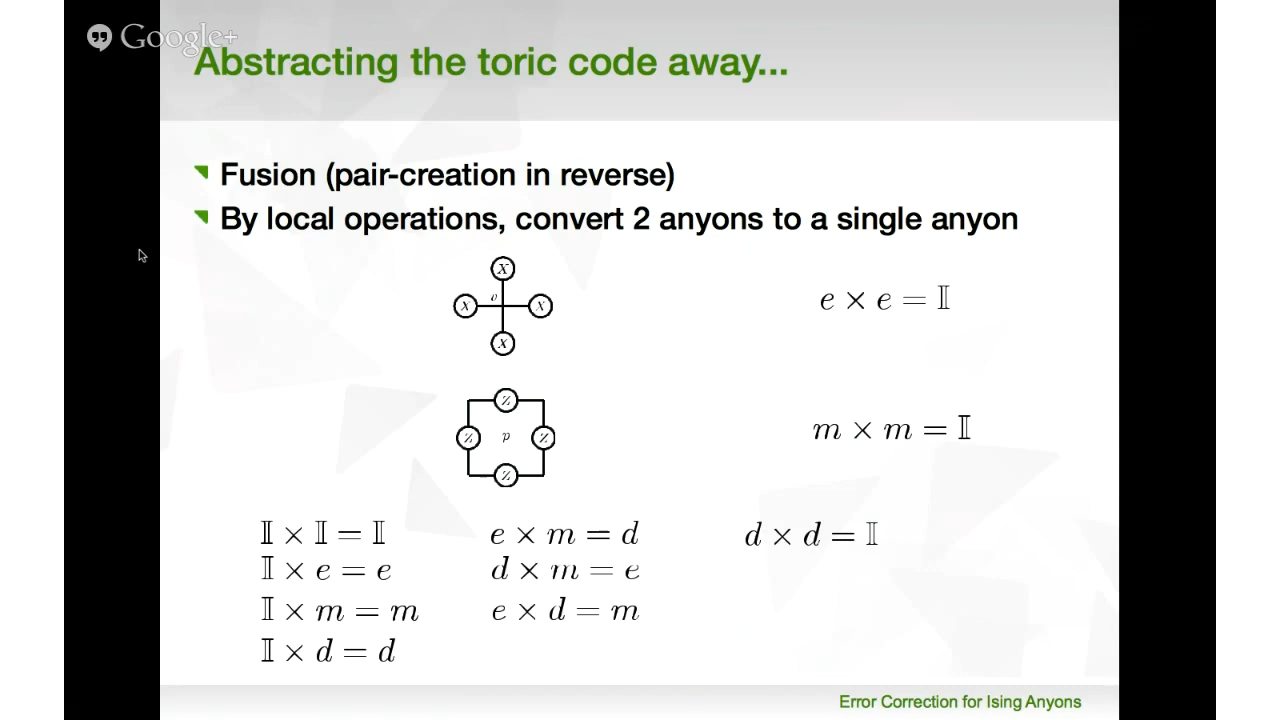 Google+
Abstracting the toric code away...
Fusion (pair-creation in reverse)
By local operations, convert 2 anyons to a single anyon
X
X v X
X
e × e = 𝕀
Z
Z p Z
Z
m × m = 𝕀
𝕀 × 𝕀 = 𝕀 e × m = d d × d = 𝕀
𝕀 × e = e d × m = e
𝕀 × m = m e × d = m
𝕀 × d = d
Error Correction for Ising Anyons